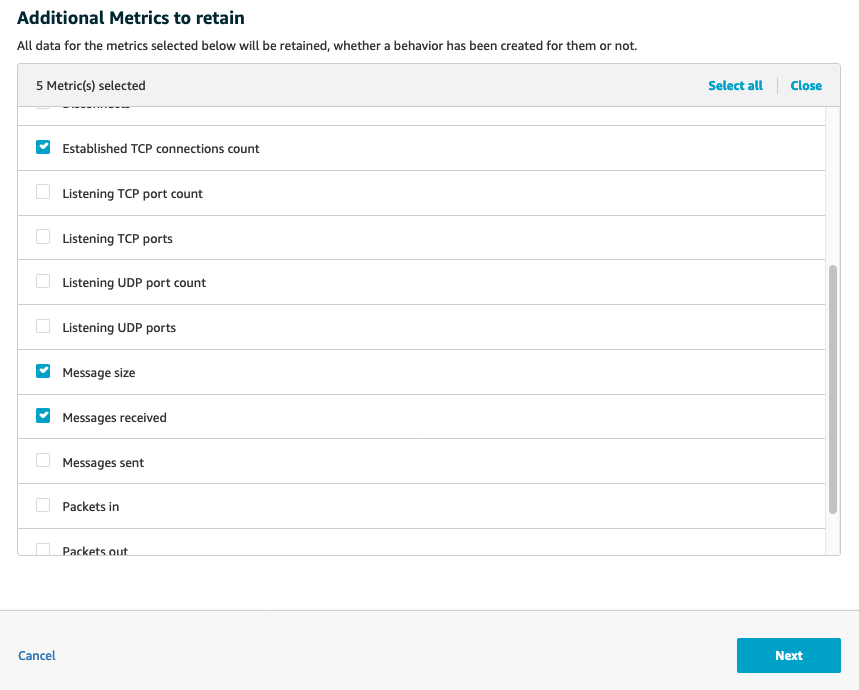 Additional Metrics to retain
All data for the metrics selected below will be retained, whether a behavior has been created for them or not.
5 Metric(s) selected
Select all
Close
Disconnects
Established TCP connections count
Listening TCP port count
Listening TCP ports
Listening UDP port count
Listening UDP ports
Message size
Messages received
Messages sent
Packets in
Packets out
Cancel
Next